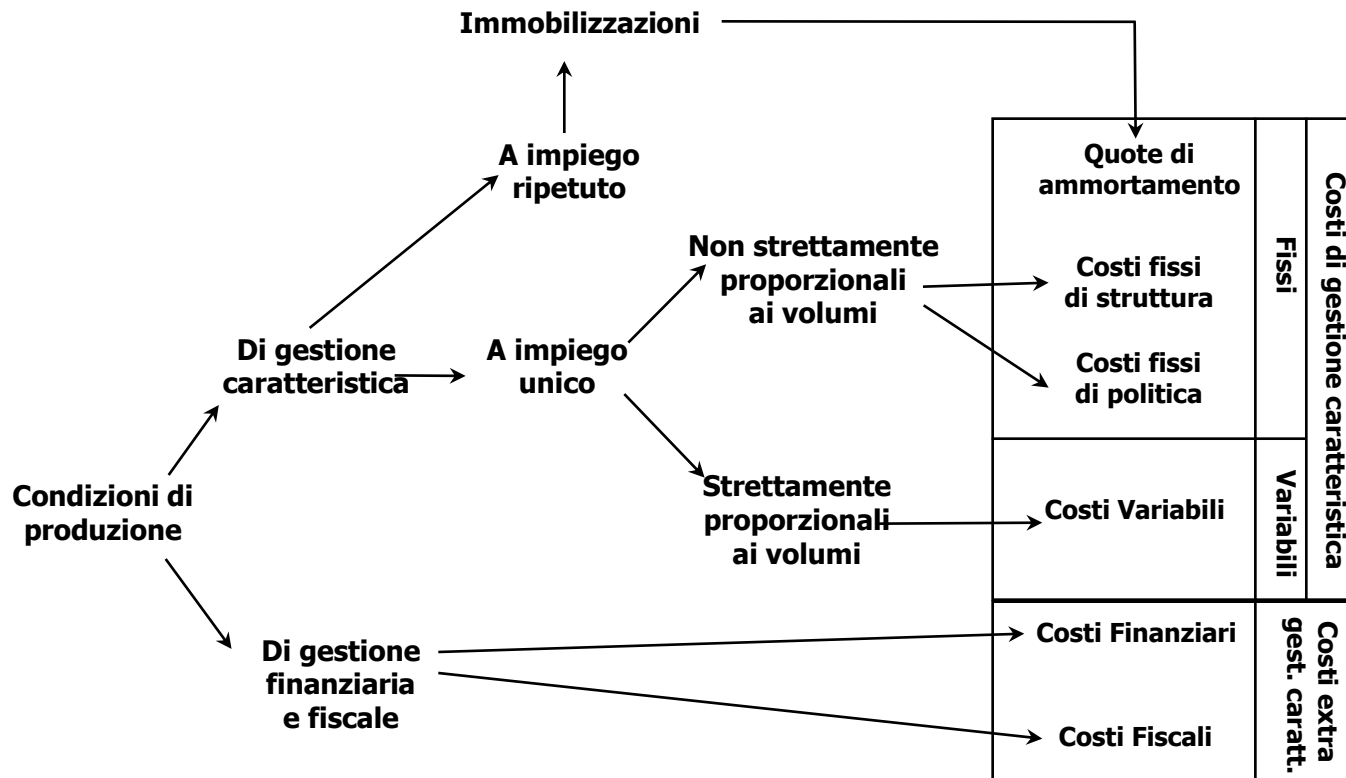 Immobilizzazioni
A impiego
ripetuto
Quote di
ammortamento
Non strettamente
proporzionali
ai volumi
Costi fissi
di struttura
Di gestione
caratteristica
A impiego
unico
Costi fissi
di politica
Fissi
Costi di gestione caratteristica
Condizioni di
produzione
Strettamente
proporzionali
ai volumi
Costi Variabili
Variabili
Di gestione
finanziaria
e fiscale
Costi Finanziari
Costi Fiscali
Costi extra
gest. caratt.